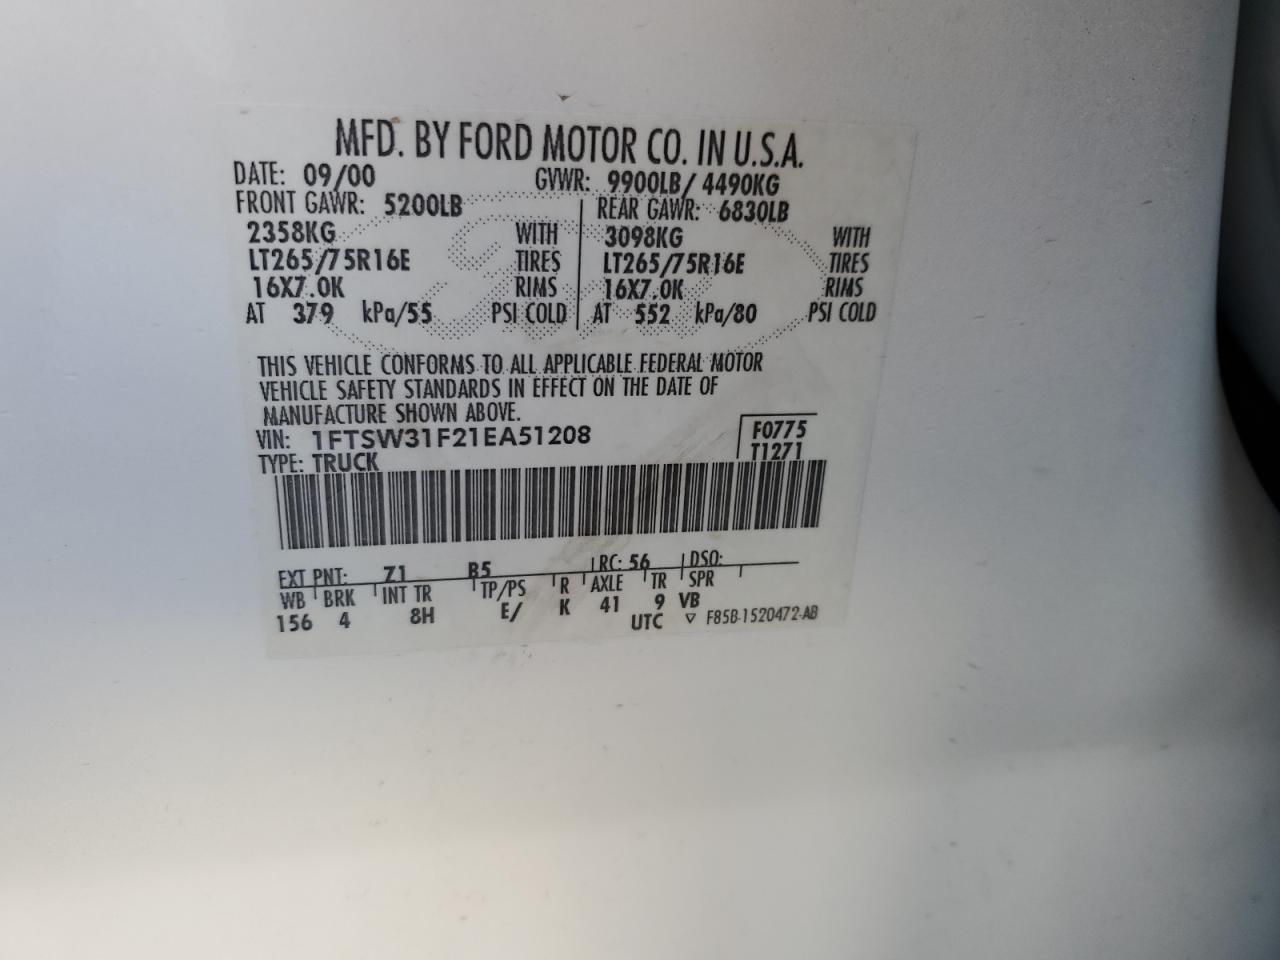 MFD. BY FORD MOTOR CO. IN U.S.A.
DATE: 09/00 GVWR: 9900LB/ 4490KG
FRONT GAWR: 5200LB REAR GAWR: 6830LB
2358KG WITH 3098KG WITH
LT265/75R16E TIRES LT265/75R16E TIRES
16X7.0K RIMS 16X7.0K RIMS
AT 379 kPa/55 PSI COLD AT 552 kPa/80 PSI COLD
THIS VEHICLE CONFORMS TO ALL APPLICABLE FEDERAL MOTOR
VEHICLE SAFETY STANDARDS IN EFFECT ON THE DATE OF
MANUFACTURE SHOWN ABOVE.
VIN: 1FTSW31F21EA51208 F0775
TYPE: TRUCK T1271
EXT PNT: Z1 B5 RC: 56 DSO:
WB BRK INT TR TP/PS R AXLE TR SPR
156 4 8H E/ K 41 9 VB
UTC ▽ F85B-1520472-AB